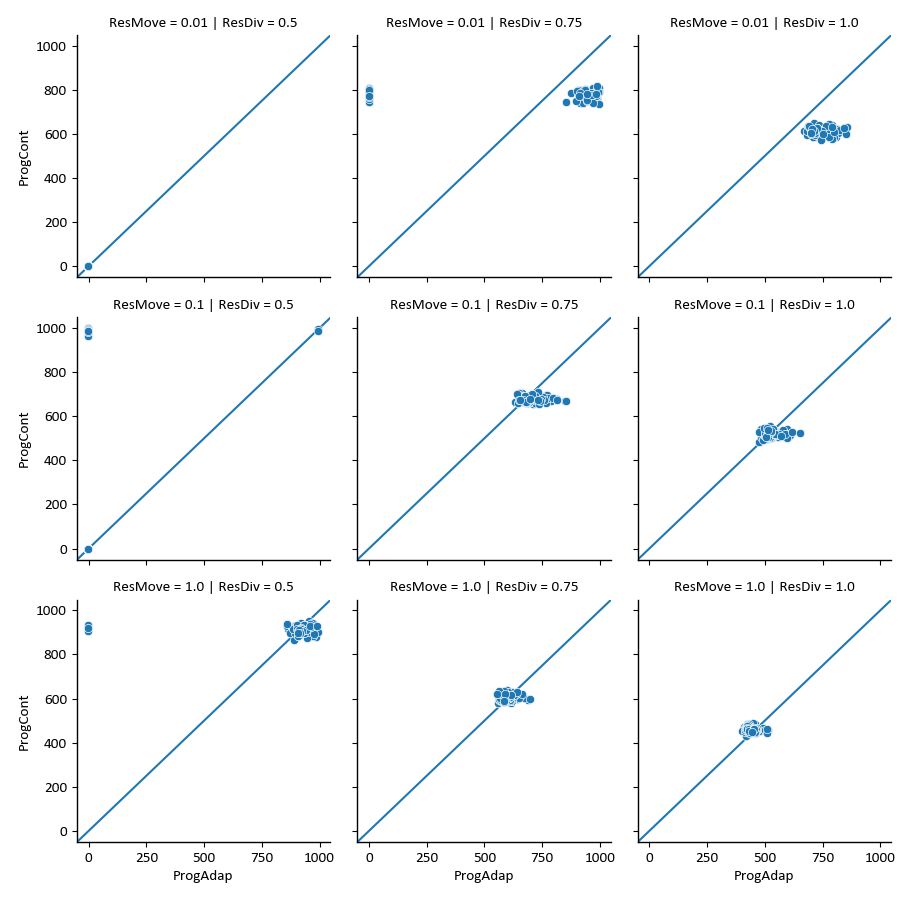 ResMove = 0.01 | ResDiv = 0.5
ResMove = 0.01 | ResDiv = 0.75
ResMove = 0.01 | ResDiv = 1.0
1000
800
600
400
200
0
ProgCont
ResMove = 0.1 | ResDiv = 0.5
ResMove = 0.1 | ResDiv = 0.75
ResMove = 0.1 | ResDiv = 1.0
1000
800
600
400
200
0
ProgCont
ResMove = 1.0 | ResDiv = 0.5
ResMove = 1.0 | ResDiv = 0.75
ResMove = 1.0 | ResDiv = 1.0
1000
800
600
400
200
0
ProgCont
0 250 500 750 1000
0 250 500 750 1000
0 250 500 750 1000
ProgAdap
ProgAdap
ProgAdap